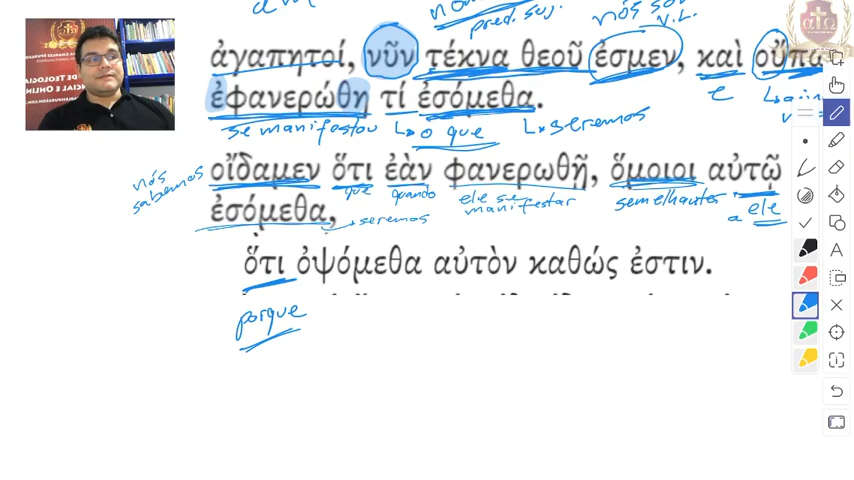 nós so
pred. suj. v.L.
ἀγαπητοί, νῦν τέκνα θεοῦ ἐσμεν, καὶ οὔπω
e
ἐφανερώθη τί ἐσόμεθα.
se manifestou o que seremos
nós sabemos
οἴδαμεν ὅτι ἐὰν φανερωθῇ, ὅμοιοι αὐτῷ
que quando ele se manifestar semelhantes a ele
ἐσόμεθα,
seremos
ὅτι ὀψόμεθα αὐτὸν καθώς ἐστιν.
porque